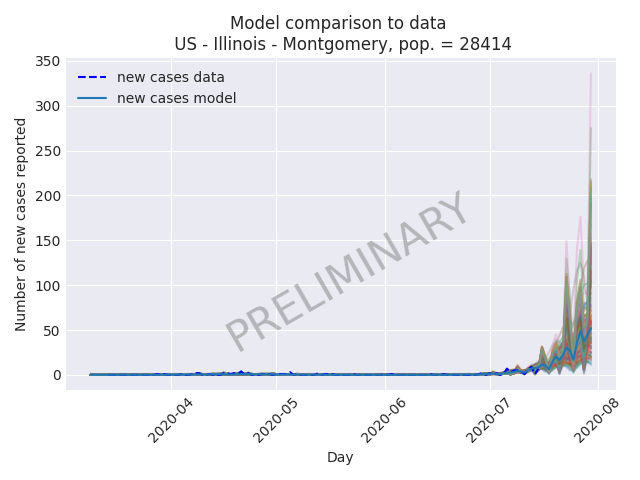 Model comparison to data
US - Illinois - Montgomery, pop. = 28414
new cases data
new cases model
PRELIMINARY
Number of new cases reported
350
300
250
200
150
100
50
0
2020-04
2020-05
2020-06
2020-07
2020-08
Day